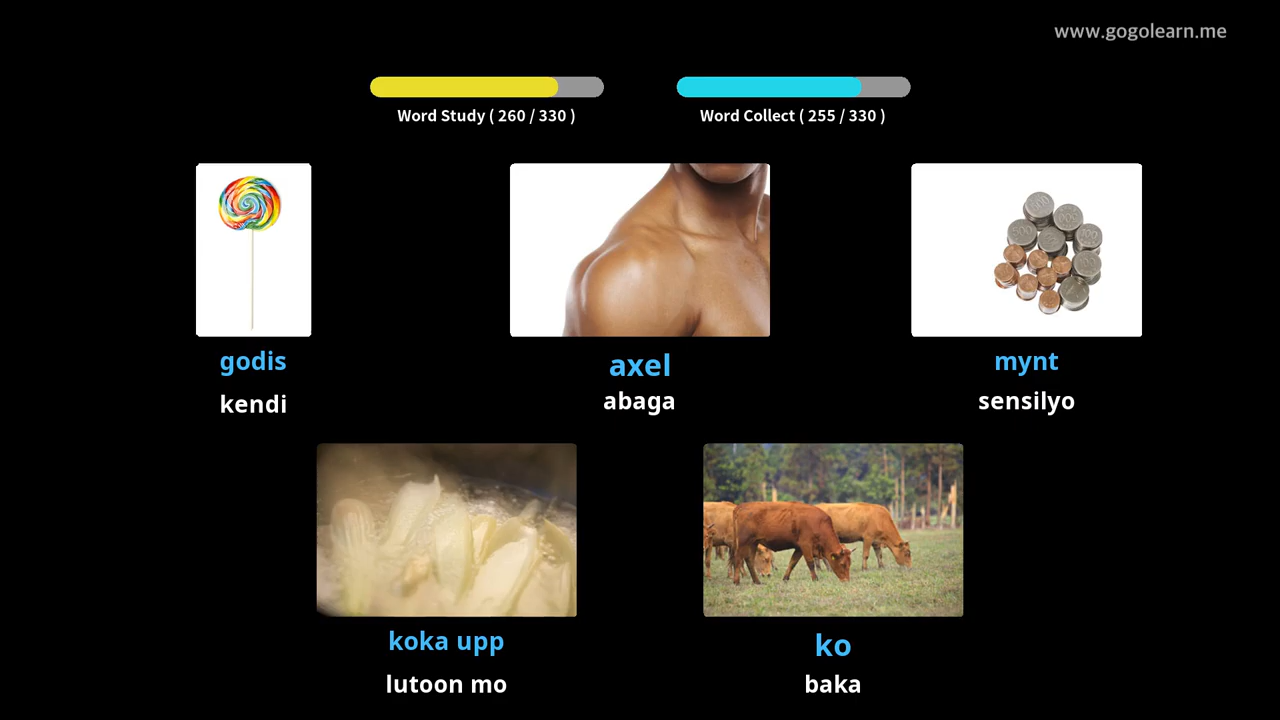 www.gogolearn.me
Word Study ( 260 / 330 )
Word Collect ( 255 / 330 )
godis
kendi
axel
abaga
mynt
sensilyo
koka upp
lutoon mo
ko
baka